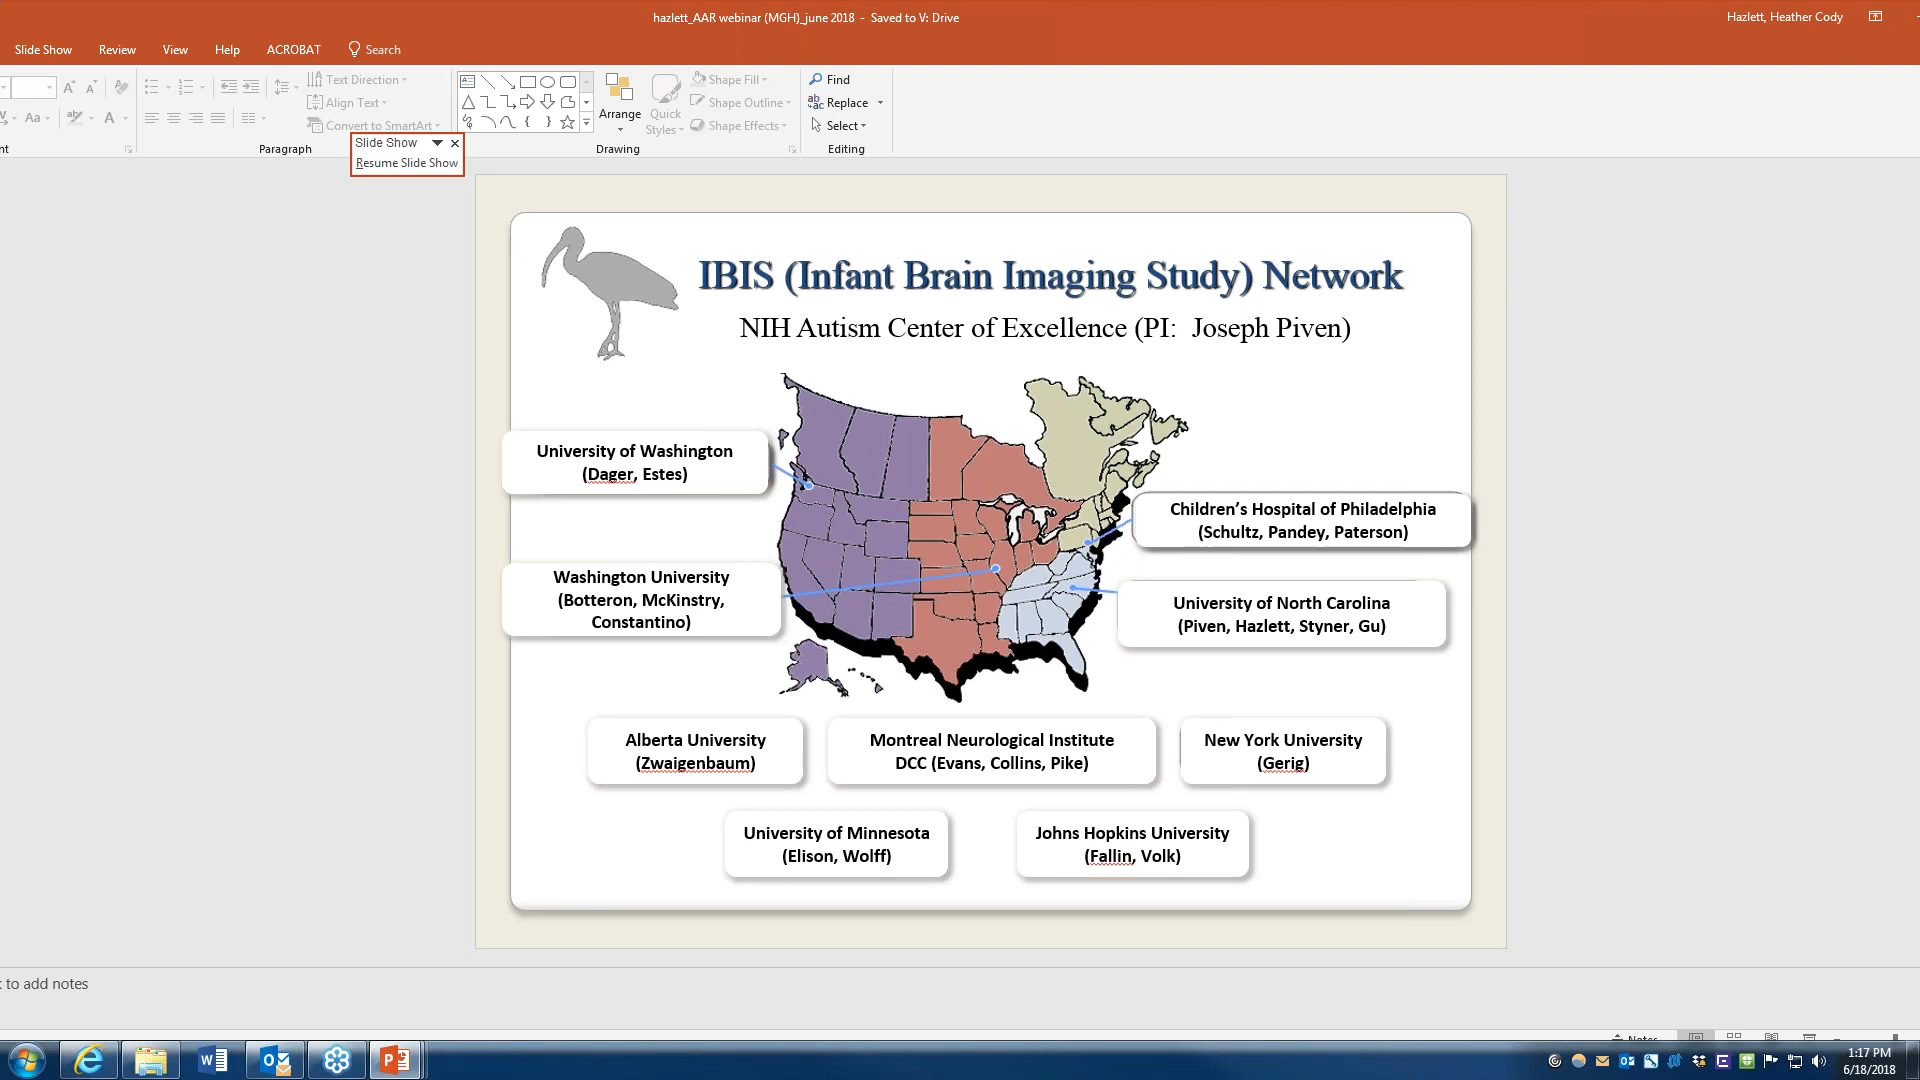 hazlett_AAR webinar (MGH)_june 2018 - Saved to V: Drive
Hazlett, Heather Cody
Slide Show Review View Help ACROBAT Search
Text Direction
Align Text
Convert to SmartArt
Paragraph
Slide Show
Resume Slide Show
Arrange
Quick
Styles
Shape Fill
Shape Outline
Shape Effects
Drawing
Find
Replace
Select
Editing
IBIS (Infant Brain Imaging Study) Network
NIH Autism Center of Excellence (PI: Joseph Piven)
University of Washington
(Dager, Estes)
Children’s Hospital of Philadelphia
(Schultz, Pandey, Paterson)
Washington University
(Botteron, McKinstry,
Constantino)
University of North Carolina
(Piven, Hazlett, Styner, Gu)
Alberta University
(Zwaigenbaum)
Montreal Neurological Institute
DCC (Evans, Collins, Pike)
New York University
(Gerig)
University of Minnesota
(Elison, Wolff)
Johns Hopkins University
(Fallin, Volk)
to add notes
1:17 PM
6/18/2018